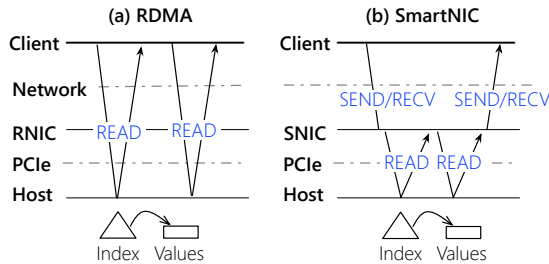 (a) RDMA
Client
Network
RNIC
READ
READ
PCIe
Host
Index
Values
(b) SmartNIC
Client
SEND/RECV
SEND/RECV
SNIC
PCIe
READ
READ
Host
Index
Values